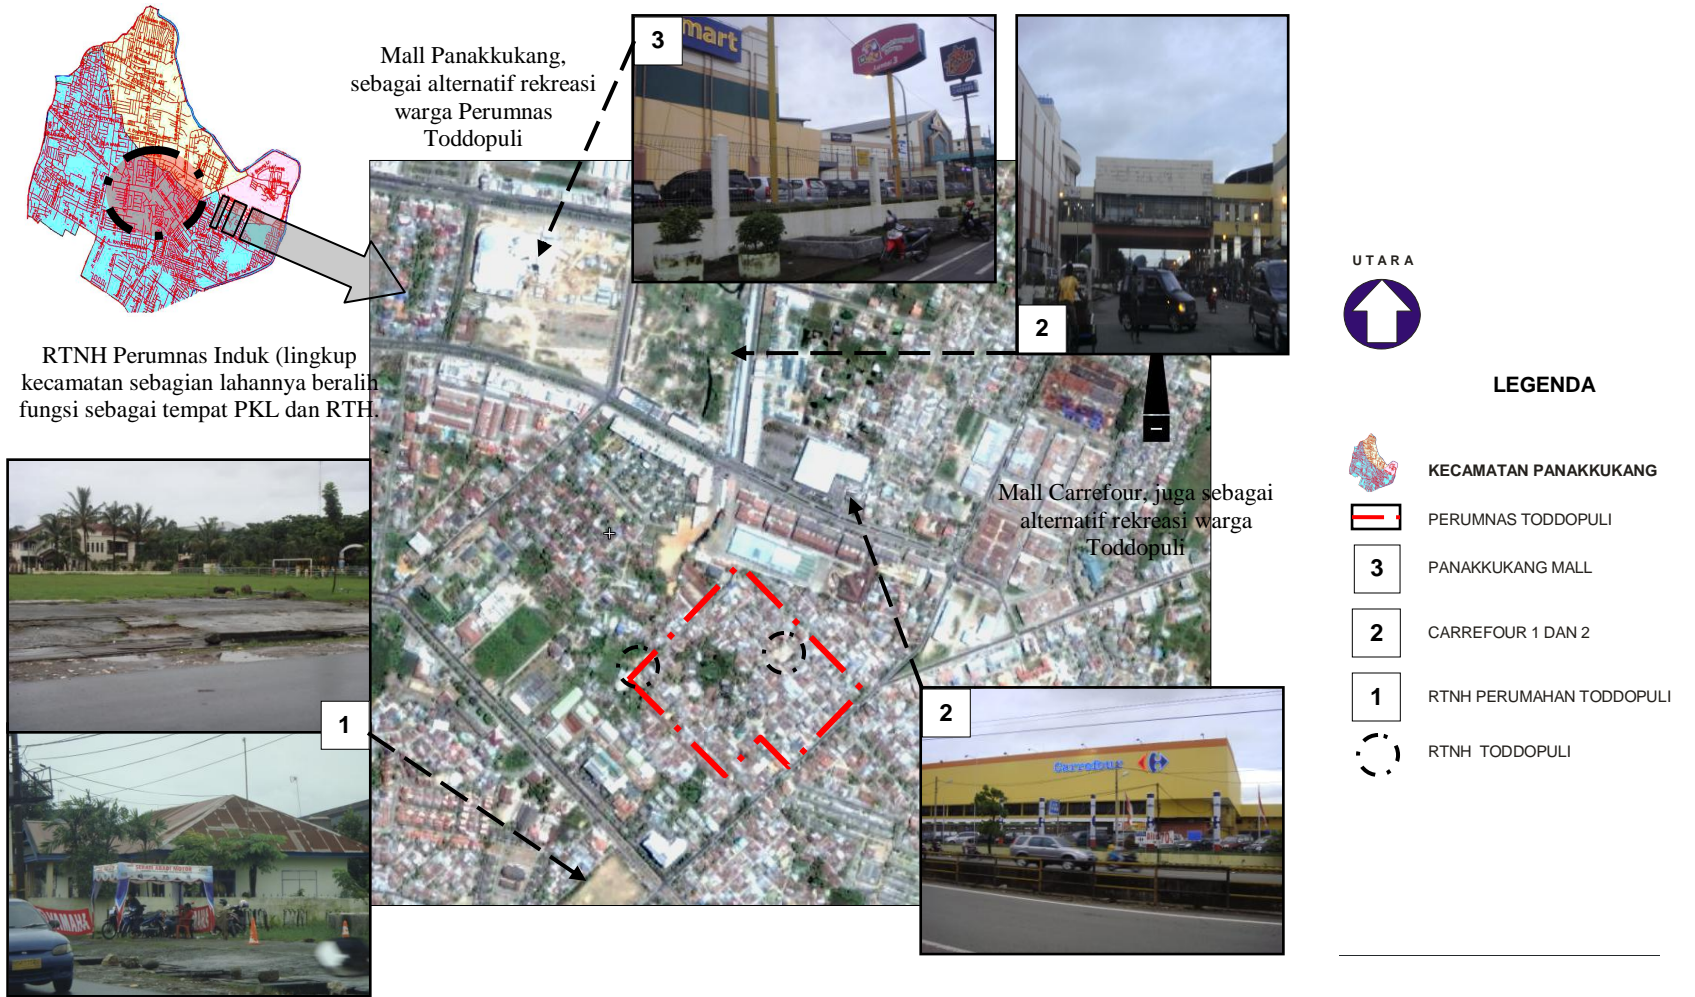 Mall Panakkukang,
sebagai alternatif rekreasi
warga Perumnas
Toddopuli
3
mart
2
UTARA
RTNH Perumnas Induk (lingkup
kecamatan sebagian lahannya beralih
fungsi sebagai tempat PKL dan RTH.
LEGENDA
KECAMATAN PANAKKUKANG
PERUMNAS TODDOPULI
3
PANAKKUKANG MALL
2
CARREFOUR 1 DAN 2
1
RTNH PERUMAHAN TODDOPULI
RTNH TODDOPULI
Mall Carrefour, juga sebagai
alternatif rekreasi warga
Toddopuli
1
2
Carrefour
YAMAHA